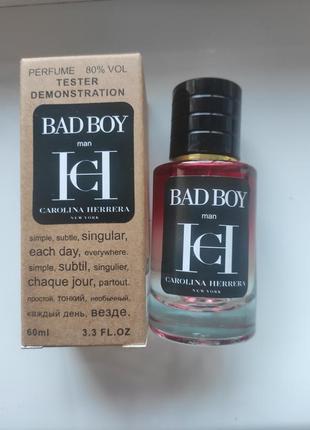 PERFUME 80% VOL
TESTER
DEMONSTRATION
BAD BOY
man
CH
CAROLINA HERRERA
NEW YORK
simple, subtle, singular,
each day, everywhere.
simple, subtil, singulier,
chaque jour, partout.
простой, тонкий, необычный,
каждый день, везде.
60ml 3.3 FL.OZ
BAD BOY
man
CH
CAROLINA HERRERA
NEW YORK